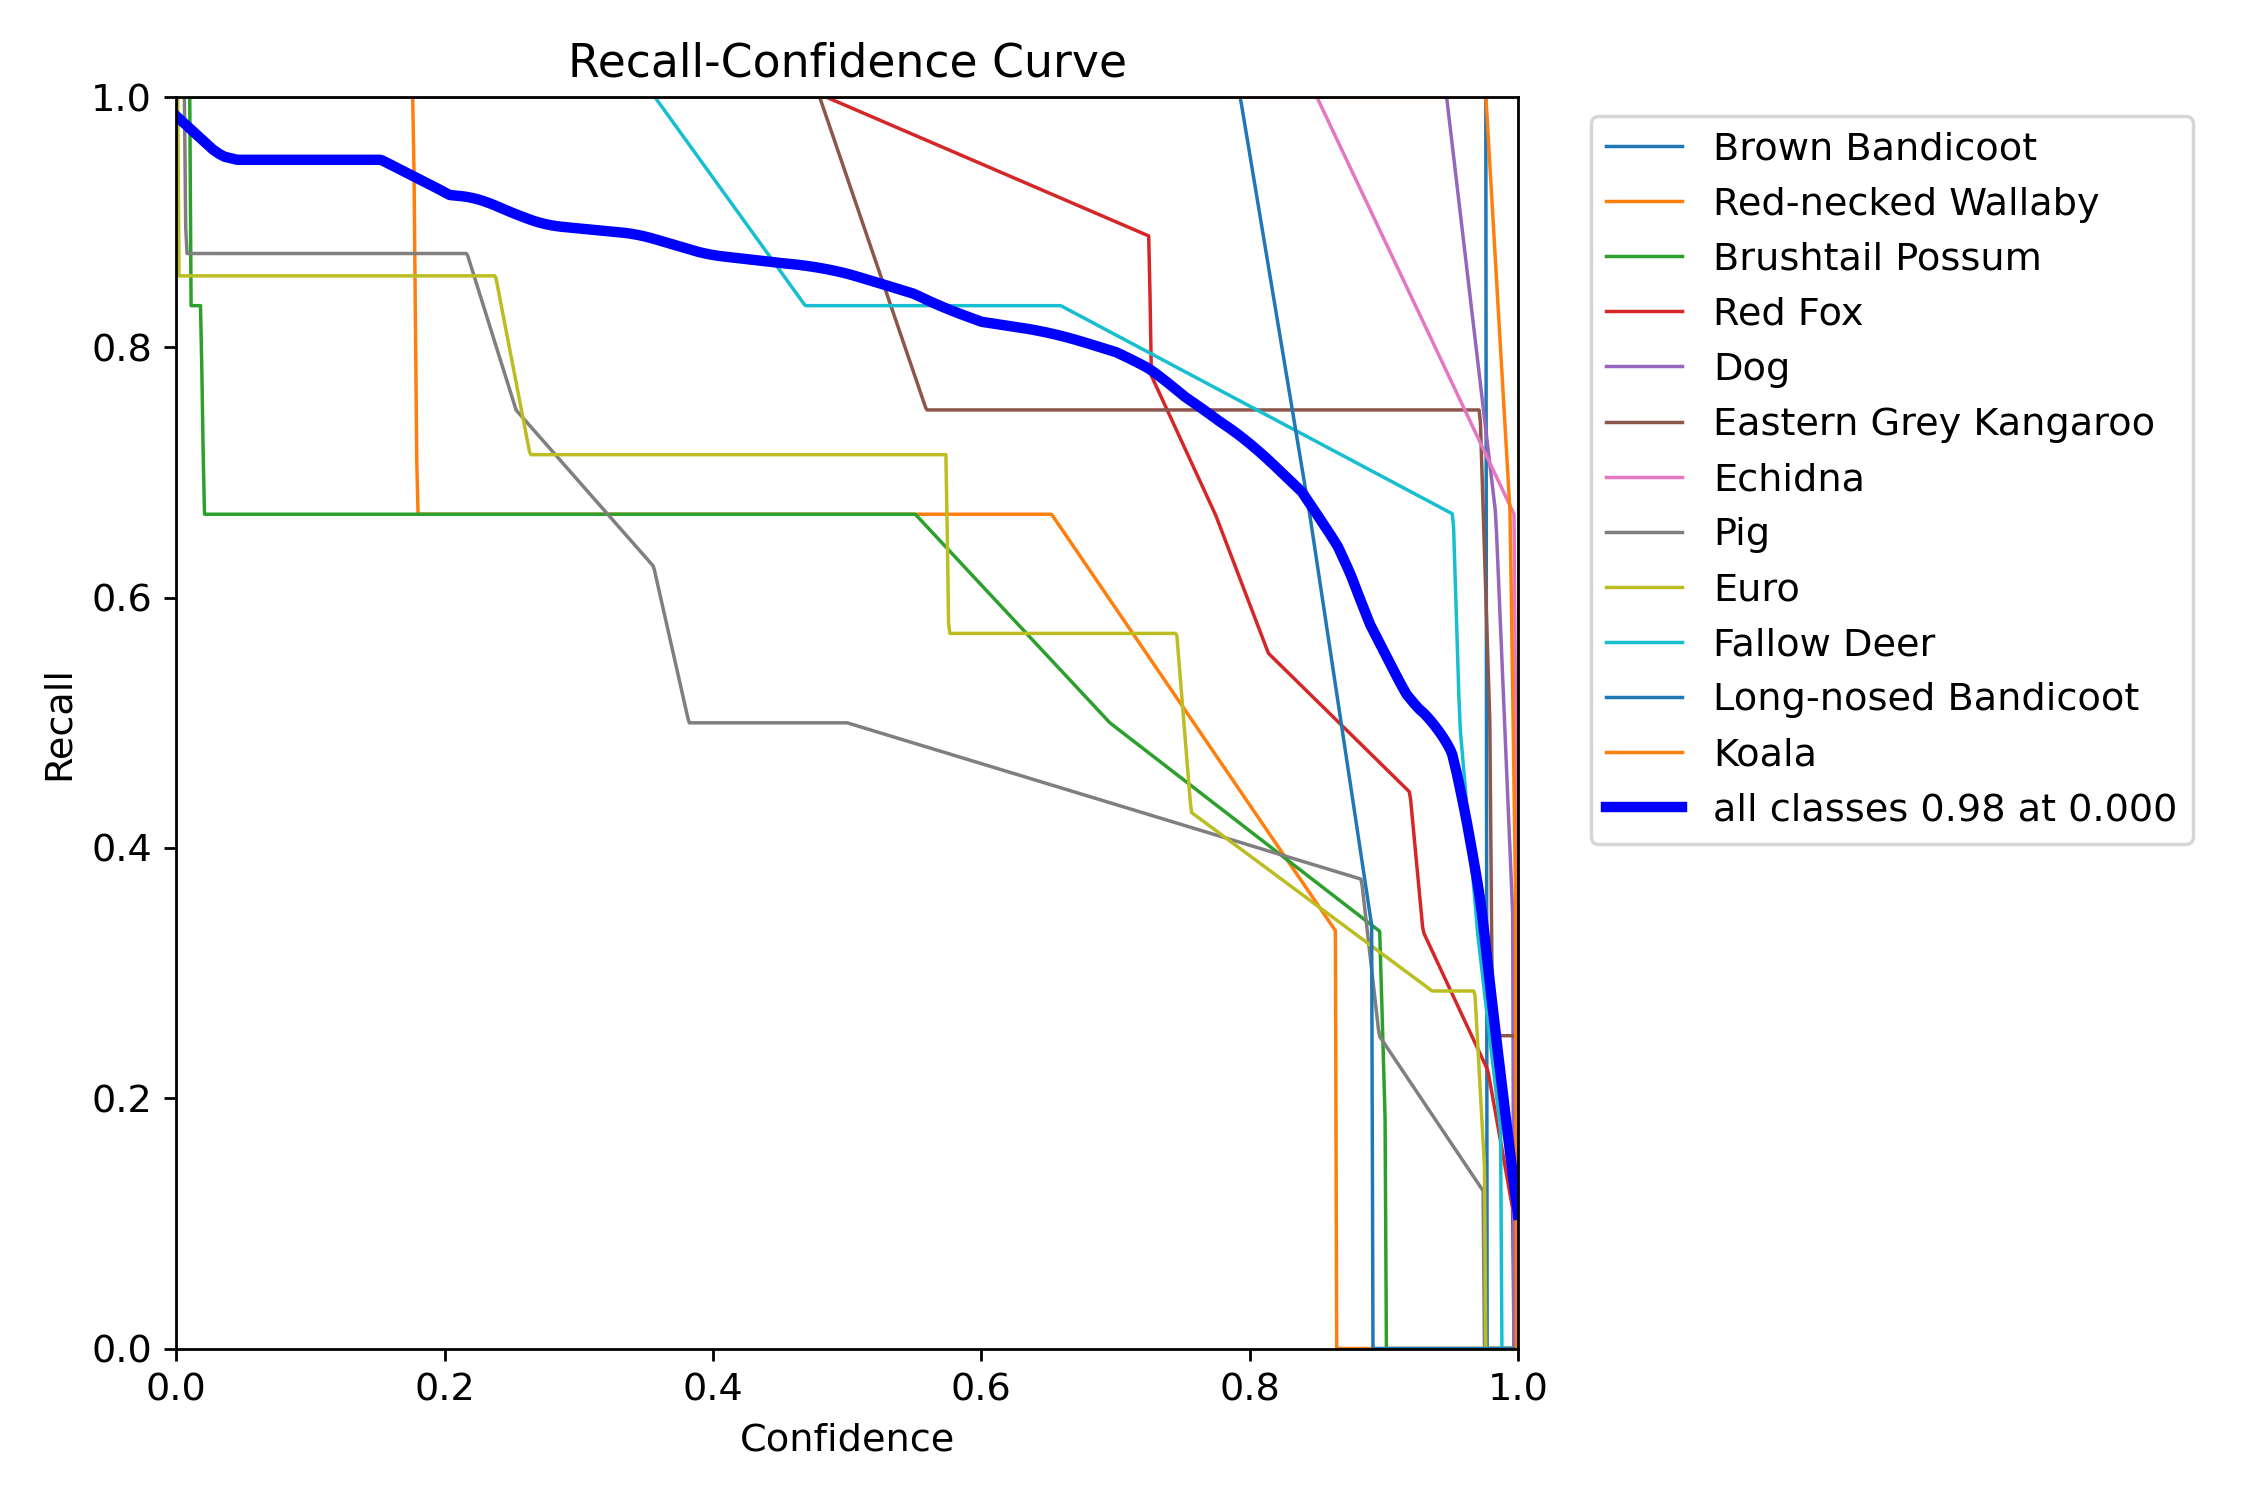 Recall-Confidence Curve
1.0
0.8
0.6
0.4
0.2
0.0
Recall
0.0 0.2 0.4 0.6 0.8 1.0
Confidence
Brown Bandicoot
Red-necked Wallaby
Brushtail Possum
Red Fox
Dog
Eastern Grey Kangaroo
Echidna
Pig
Euro
Fallow Deer
Long-nosed Bandicoot
Koala
all classes 0.98 at 0.000